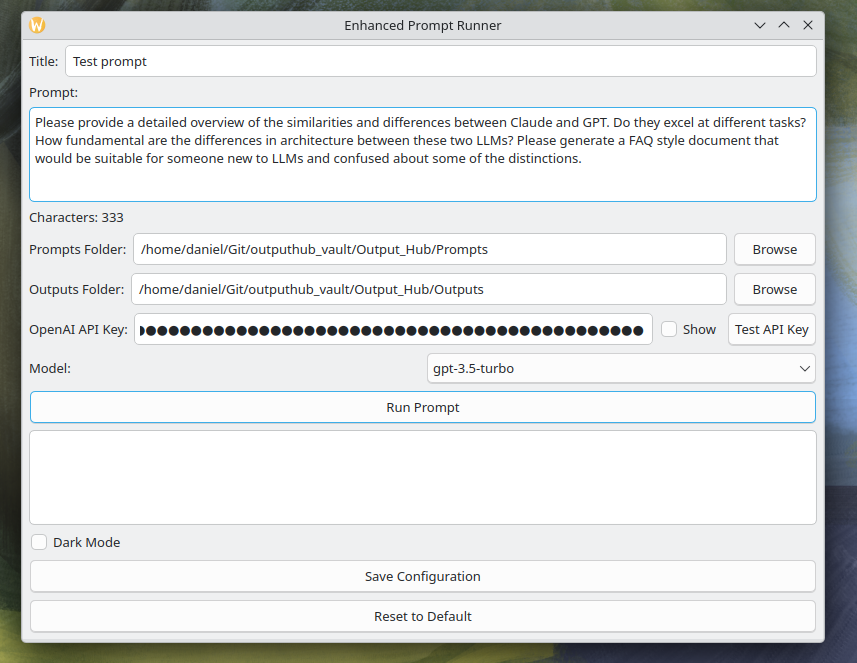 Enhanced Prompt Runner
Title: Test prompt
Prompt:
Please provide a detailed overview of the similarities and differences between Claude and GPT. Do they excel at different tasks?
How fundamental are the differences in architecture between these two LLMs? Please generate a FAQ style document that
would be suitable for someone new to LLMs and confused about some of the distinctions.
Characters: 333
Prompts Folder: /home/daniel/Git/outputhub_vault/Output_Hub/Prompts Browse
Outputs Folder: /home/daniel/Git/outputhub_vault/Output_Hub/Outputs Browse
OpenAI API Key: Show Test API Key
Model: gpt-3.5-turbo
Run Prompt
Dark Mode
Save Configuration
Reset to Default